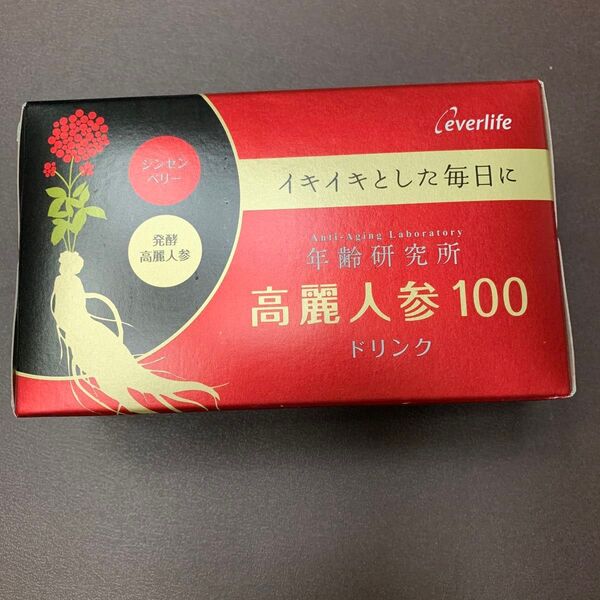 everlife
シンセン
ベリー
発酵
高麗人参
イキイキとした毎日に
Anti-Aging Laboratory
年齢研究所
高麗人参100
ドリンク